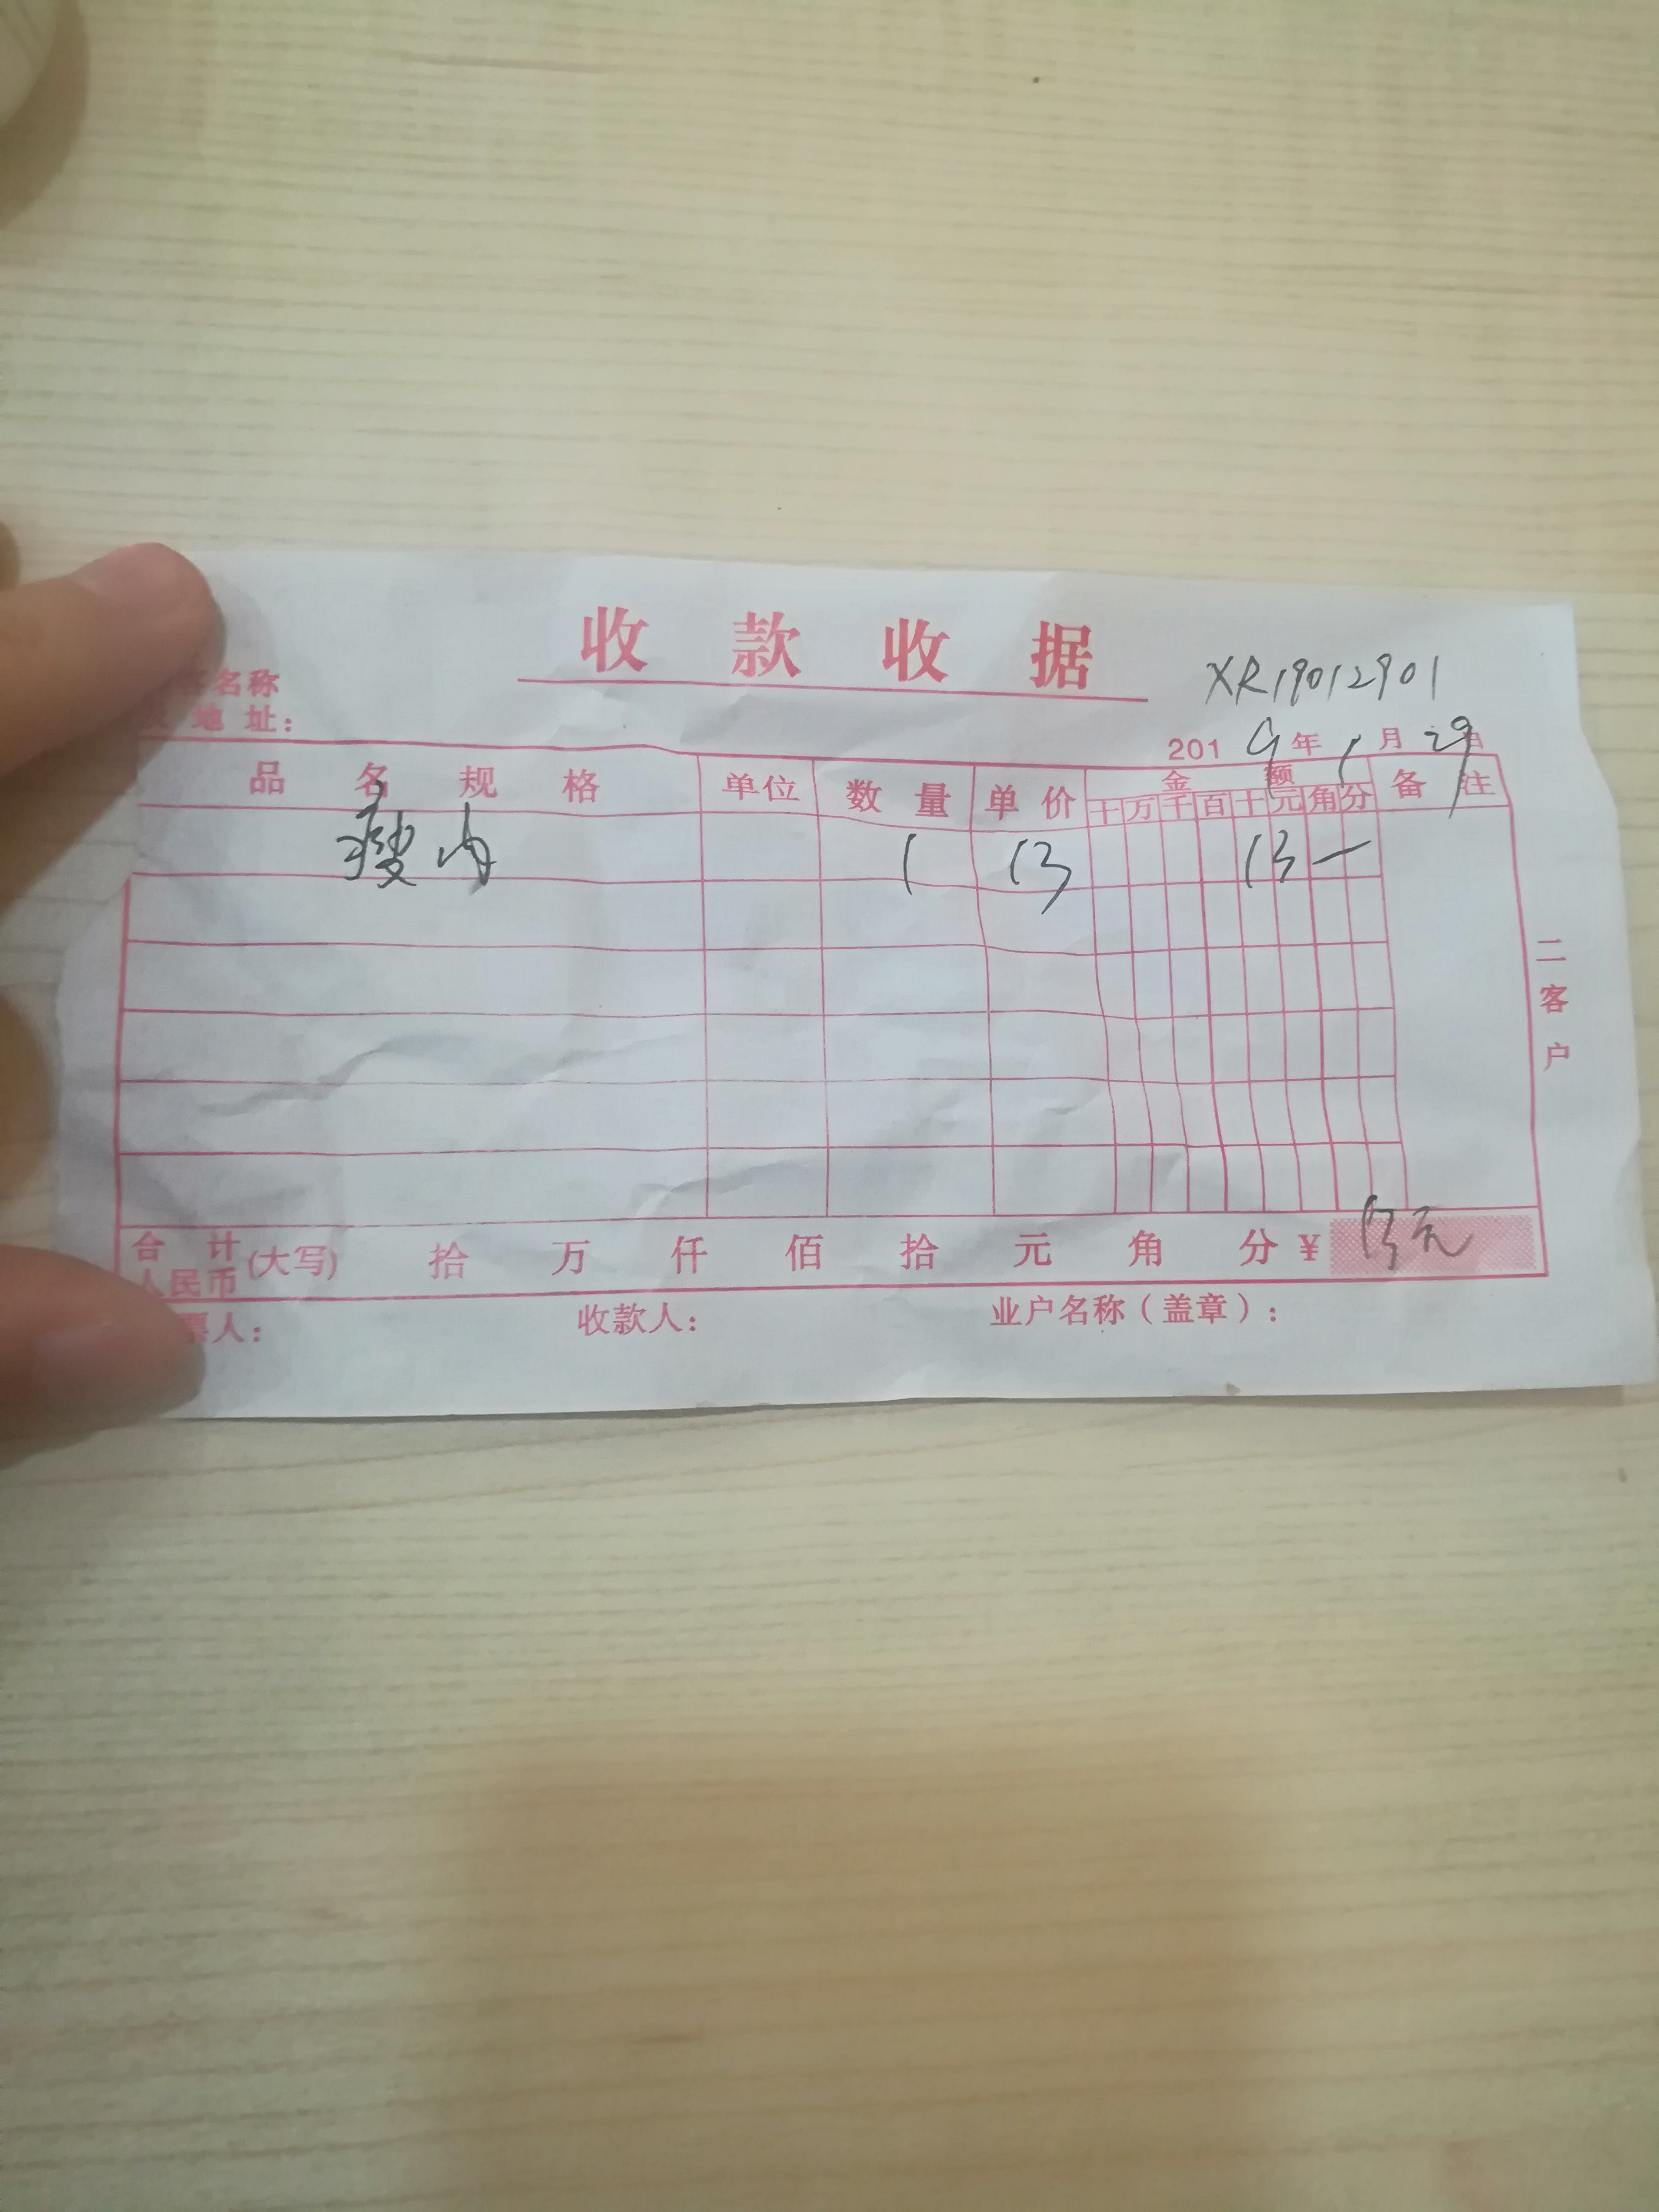 收款收据
XR19012901
名称
地址：
2019年1月29日
品名规格 单位 数量 单价 金额 备注
十万千百十元角分
瘦肉 1 13 13一
二客户
合计人民币(大写) 拾 万 仟 佰 拾 元 角 分 ¥ 13元
票人： 收款人： 业户名称（盖章）：